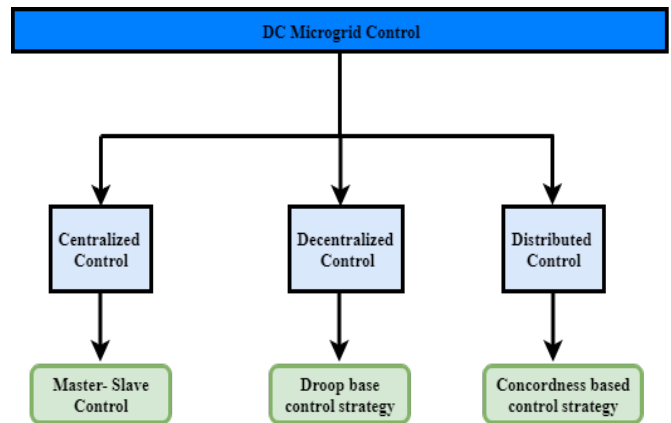 DC Microgrid Control
Centralized
Control
Decentralized
Control
Distributed
Control
Master- Slave
Control
Droop base
control strategy
Concordness based
control strategy